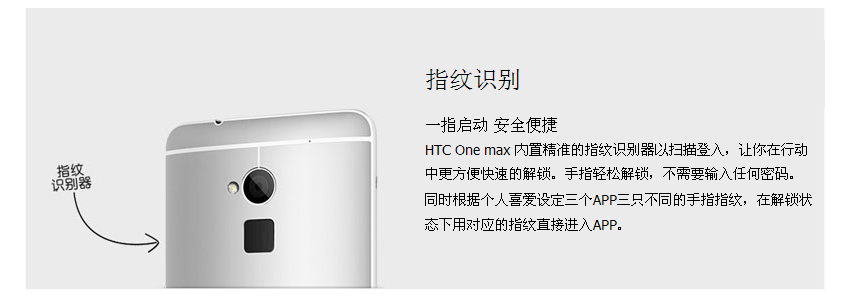 指纹识别
一指启动 安全便捷
HTC One max 内置精准的指纹识别器以扫描登入，让你在行动
中更方便快速的解锁。手指轻松解锁，不需要输入任何密码。
同时根据个人喜爱设定三个APP三只不同的手指指纹，在解锁状
态下用对应的指纹直接进入APP。
指纹
识别器